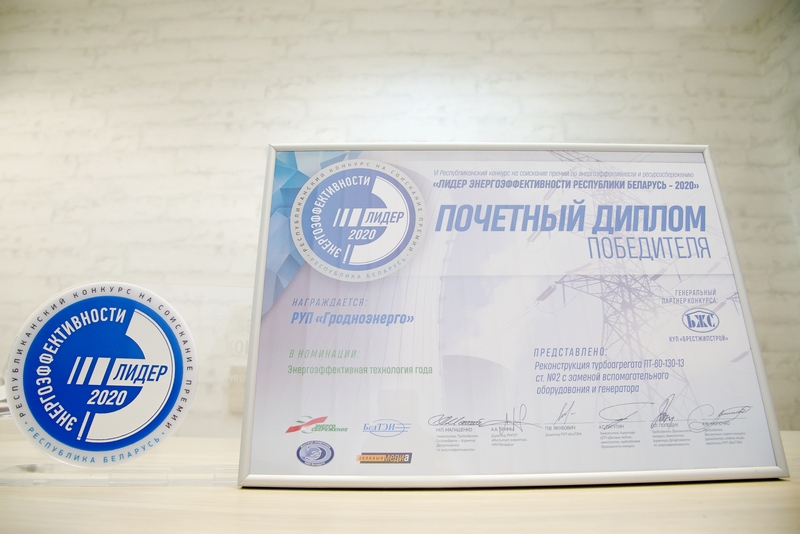 РЕСПУБЛИКАНСКИЙ КОНКУРС НА СОИСКАНИЕ ПРЕМИИ
ЭНЕРГОЭФФЕКТИВНОСТИ
ЛИДЕР
2020
РЕСПУБЛИКА БЕЛАРУСЬ
VI Республиканский конкурс на соискание премии по энергоэффективности и ресурсосбережению
«ЛИДЕР ЭНЕРГОЭФФЕКТИВНОСТИ РЕСПУБЛИКИ БЕЛАРУСЬ - 2020»
ПОЧЕТНЫЙ ДИПЛОМ
ПОБЕДИТЕЛЯ
НАГРАЖДАЕТСЯ:
РУП «Гродноэнерго»
В НОМИНАЦИИ:
Энергоэффективная технология года
ГЕНЕРАЛЬНЫЙ
ПАРТНЕР КОНКУРСА:
БЖС
КУП «БРЕСТЖИЛСТРОЙ»
ПРЕДСТАВЛЕНО:
Реконструкция турбоагрегата ПТ-60-130-13
ст. №2 с заменой вспомогательного
оборудования и генератора
БелТЭИ
медиа
РЕСПУБЛИКАНСКИЙ КОНКУРС НА СОИСКАНИЕ ПРЕМИИ
ЭНЕРГОЭФФЕКТИВНОСТИ
ЛИДЕР
2020
РЕСПУБЛИКА БЕЛАРУСЬ